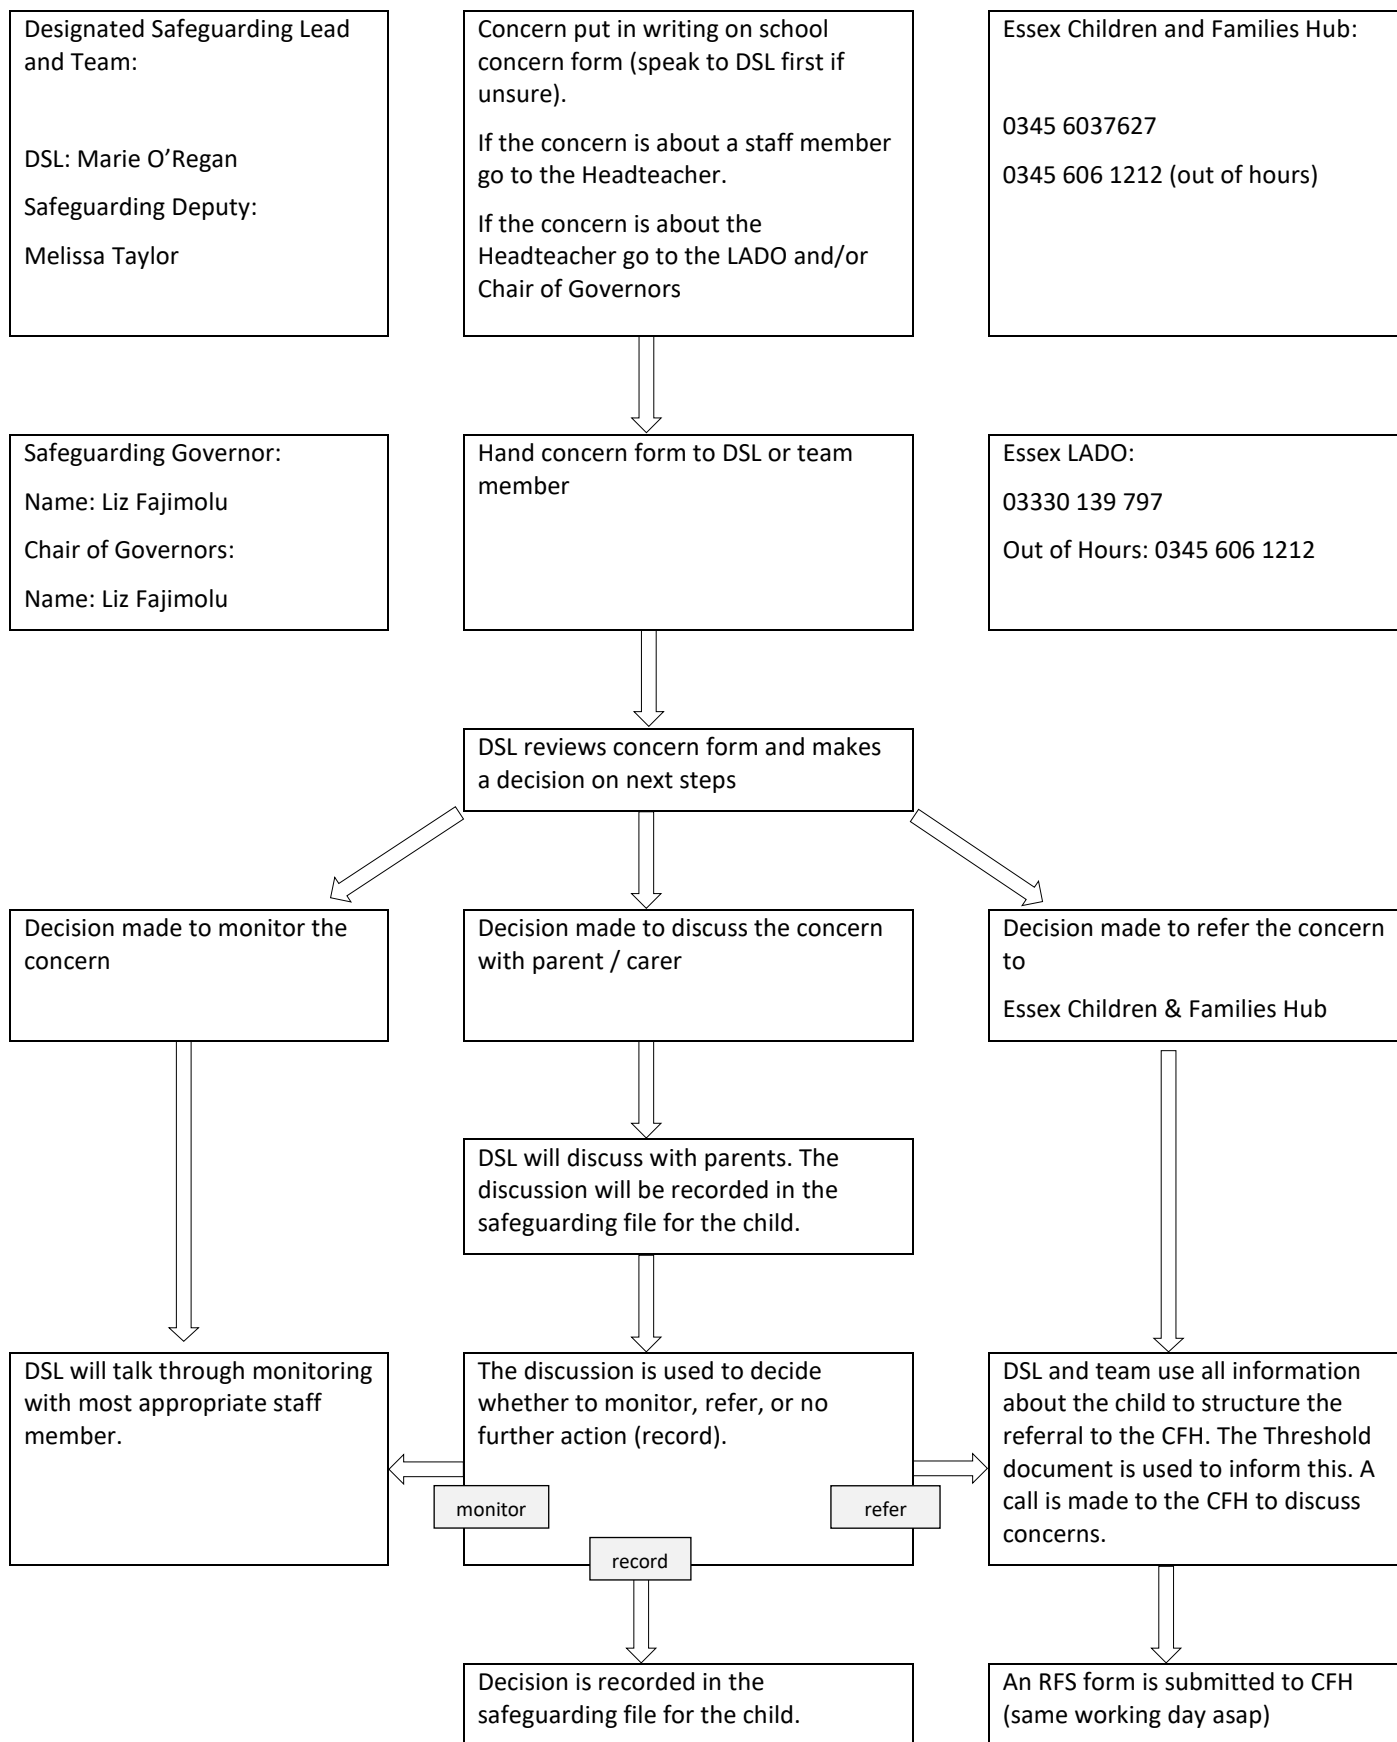 Designated Safeguarding Lead
and Team:
DSL: Marie O’Regan
Safeguarding Deputy:
Melissa Taylor
Concern put in writing on school
concern form (speak to DSL first if
unsure).
If the concern is about a staff member
go to the Headteacher.
If the concern is about the
Headteacher go to the LADO and/or
Chair of Governors
Essex Children and Families Hub:
0345 6037627
0345 606 1212 (out of hours)
Safeguarding Governor:
Name: Liz Fajimolu
Chair of Governors:
Name: Liz Fajimolu
Hand concern form to DSL or team
member
Essex LADO:
03330 139 797
Out of Hours: 0345 606 1212
DSL reviews concern form and makes
a decision on next steps
Decision made to monitor the
concern
Decision made to discuss the concern
with parent / carer
Decision made to refer the concern
to
Essex Children & Families Hub
DSL will discuss with parents. The
discussion will be recorded in the
safeguarding file for the child.
DSL will talk through monitoring
with most appropriate staff
member.
The discussion is used to decide
whether to monitor, refer, or no
further action (record).
monitor
refer
record
DSL and team use all information
about the child to structure the
referral to the CFH. The Threshold
document is used to inform this. A
call is made to the CFH to discuss
concerns.
Decision is recorded in the
safeguarding file for the child.
An RFS form is submitted to CFH
(same working day asap)